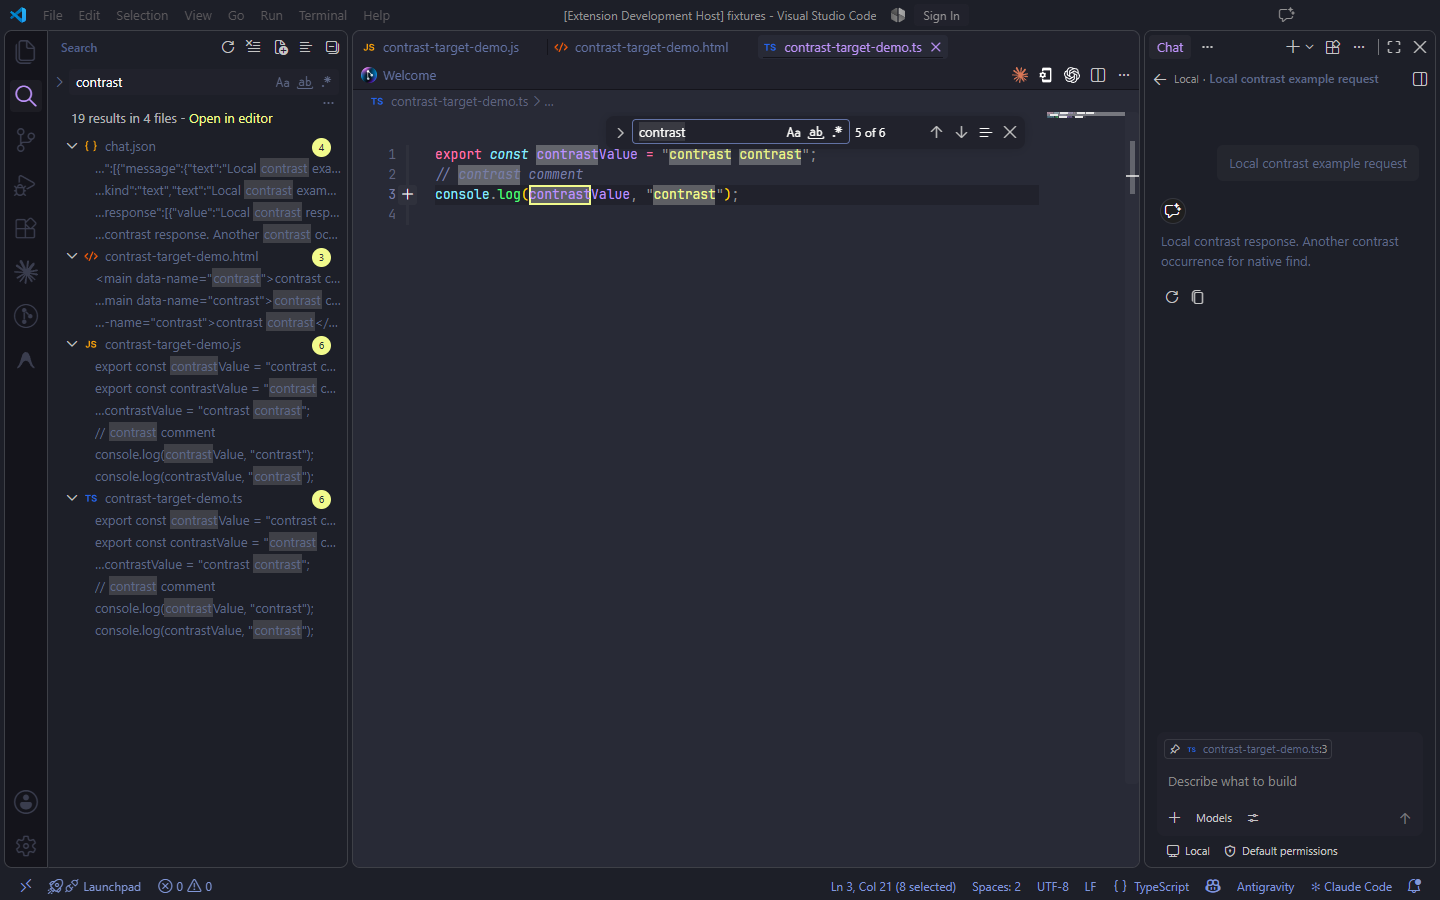 File Edit Selection View Go Run Terminal Help
[Extension Development Host] fixtures - Visual Studio Code
Sign In
Search
contrast
Aa ab .*
19 results in 4 files - Open in editor
{ } chat.json 4
..."[{"message":{"text":"Local contrast exa...
...kind":"text","text":"Local contrast exam...
...response":[{"value":"Local contrast resp...
...contrast response. Another contrast oc...
</> contrast-target-demo.html 3
<main data-name="contrast">contrast c...
...main data-name="contrast">contrast c...
...-name="contrast">contrast contrast</...
JS contrast-target-demo.js 6
export const contrastValue = "contrast c...
export const contrastValue = "contrast c...
...contrastValue = "contrast contrast";
// contrast comment
console.log(contrastValue, "contrast");
console.log(contrastValue, "contrast");
TS contrast-target-demo.ts 6
export const contrastValue = "contrast c...
export const contrastValue = "contrast c...
...contrastValue = "contrast contrast";
// contrast comment
console.log(contrastValue, "contrast");
console.log(contrastValue, "contrast");
JS contrast-target-demo.js
</> contrast-target-demo.html
TS contrast-target-demo.ts
Welcome
TS contrast-target-demo.ts > ...
contrast Aa ab .* 5 of 6
1 export const contrastValue = "contrast contrast";
2 // contrast comment
3 console.log(contrastValue, "contrast");
4
Chat
Local · Local contrast example request
Local contrast example request
Local contrast response. Another contrast
occurrence for native find.
TS contrast-target-demo.ts:3
Describe what to build
Models
Local Default permissions
Launchpad 0 0
Ln 3, Col 21 (8 selected) Spaces: 2 UTF-8 LF { } TypeScript Antigravity Claude Code